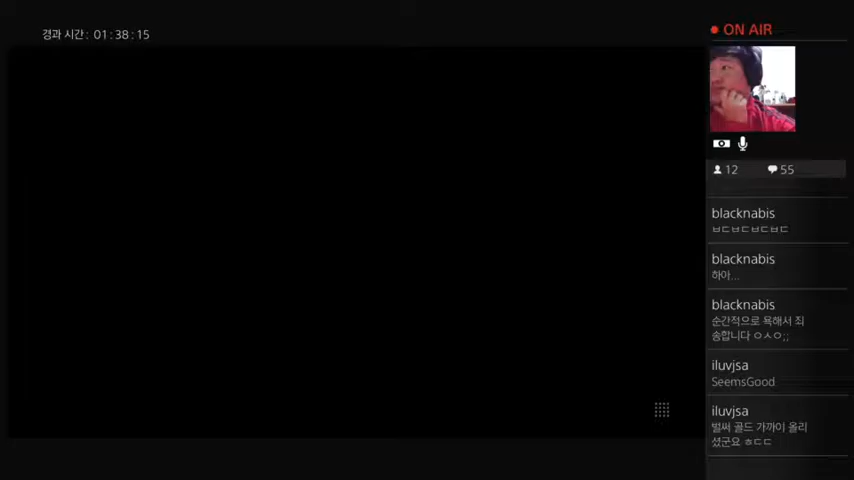 경과 시간: 01:38:15
ON AIR
12
55
blacknabis
ㅂㄷㅂㄷㅂㄷㅂㄷ
blacknabis
하아...
blacknabis
순간적으로 욕해서 죄
송합니다 ㅇㅅㅇ;;
iluvjsa
SeemsGood
iluvjsa
벌써 골드 가까이 올리
셨군요 ㅎㄷㄷ